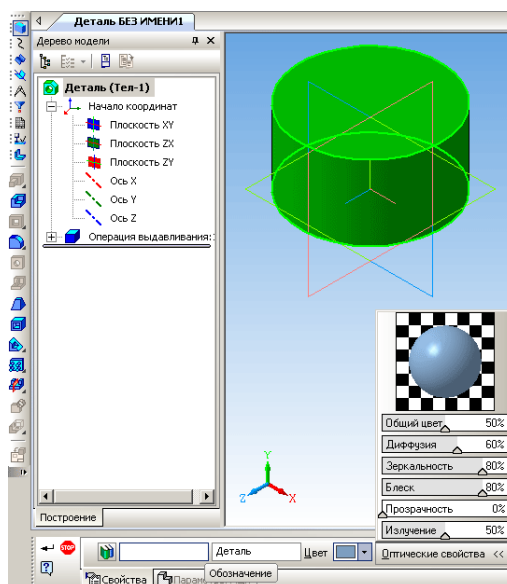 Деталь БЕЗ ИМЕНИ1
Дерево модели
Деталь (Тел-1)
Начало координат
Плоскость XY
Плоскость ZX
Плоскость ZY
Ось X
Ось Y
Ось Z
Операция выдавливания:
Построение
Y
Z
X
Общий цвет 50%
Диффузия 60%
Зеркальность 80%
Блеск 80%
Прозрачность 0%
Излучение 50%
Оптические свойства <<
STOP
Деталь
Цвет
Свойства
Обозначение